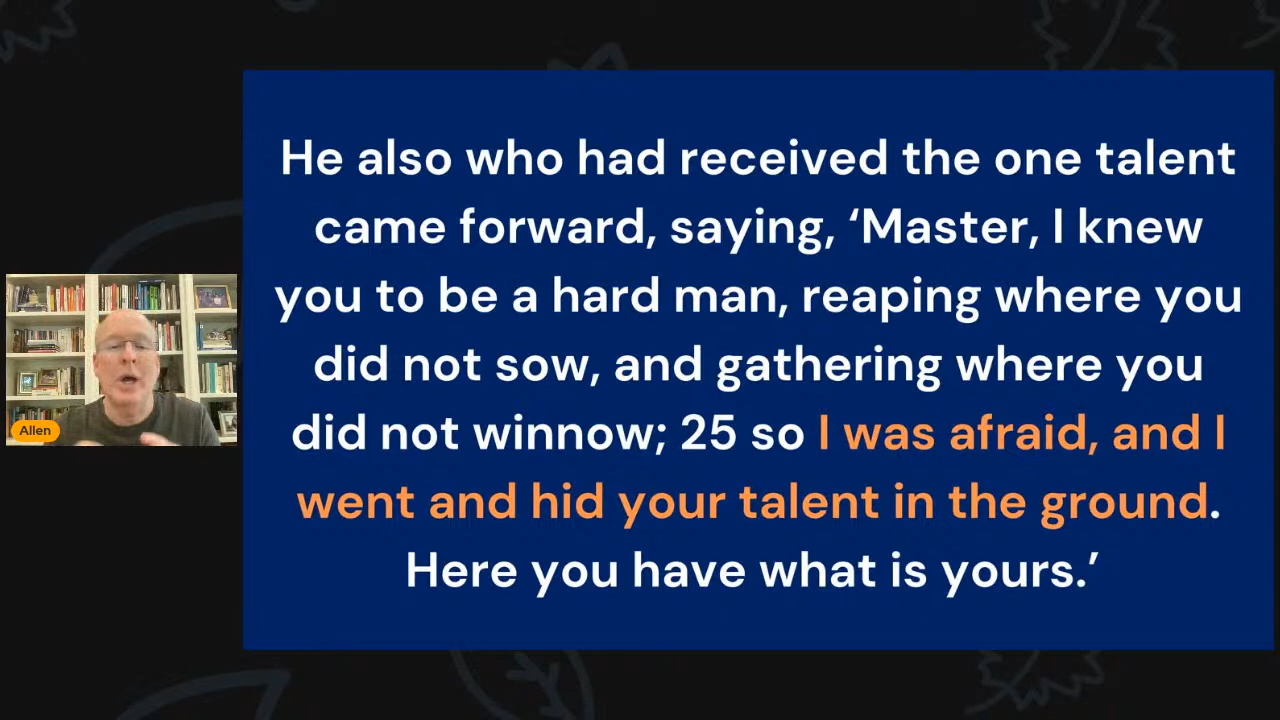 He also who had received the one talent
came forward, saying, ‘Master, I knew
you to be a hard man, reaping where you
did not sow, and gathering where you
did not winnow; 25 so I was afraid, and I
went and hid your talent in the ground.
Here you have what is yours.’
Allen